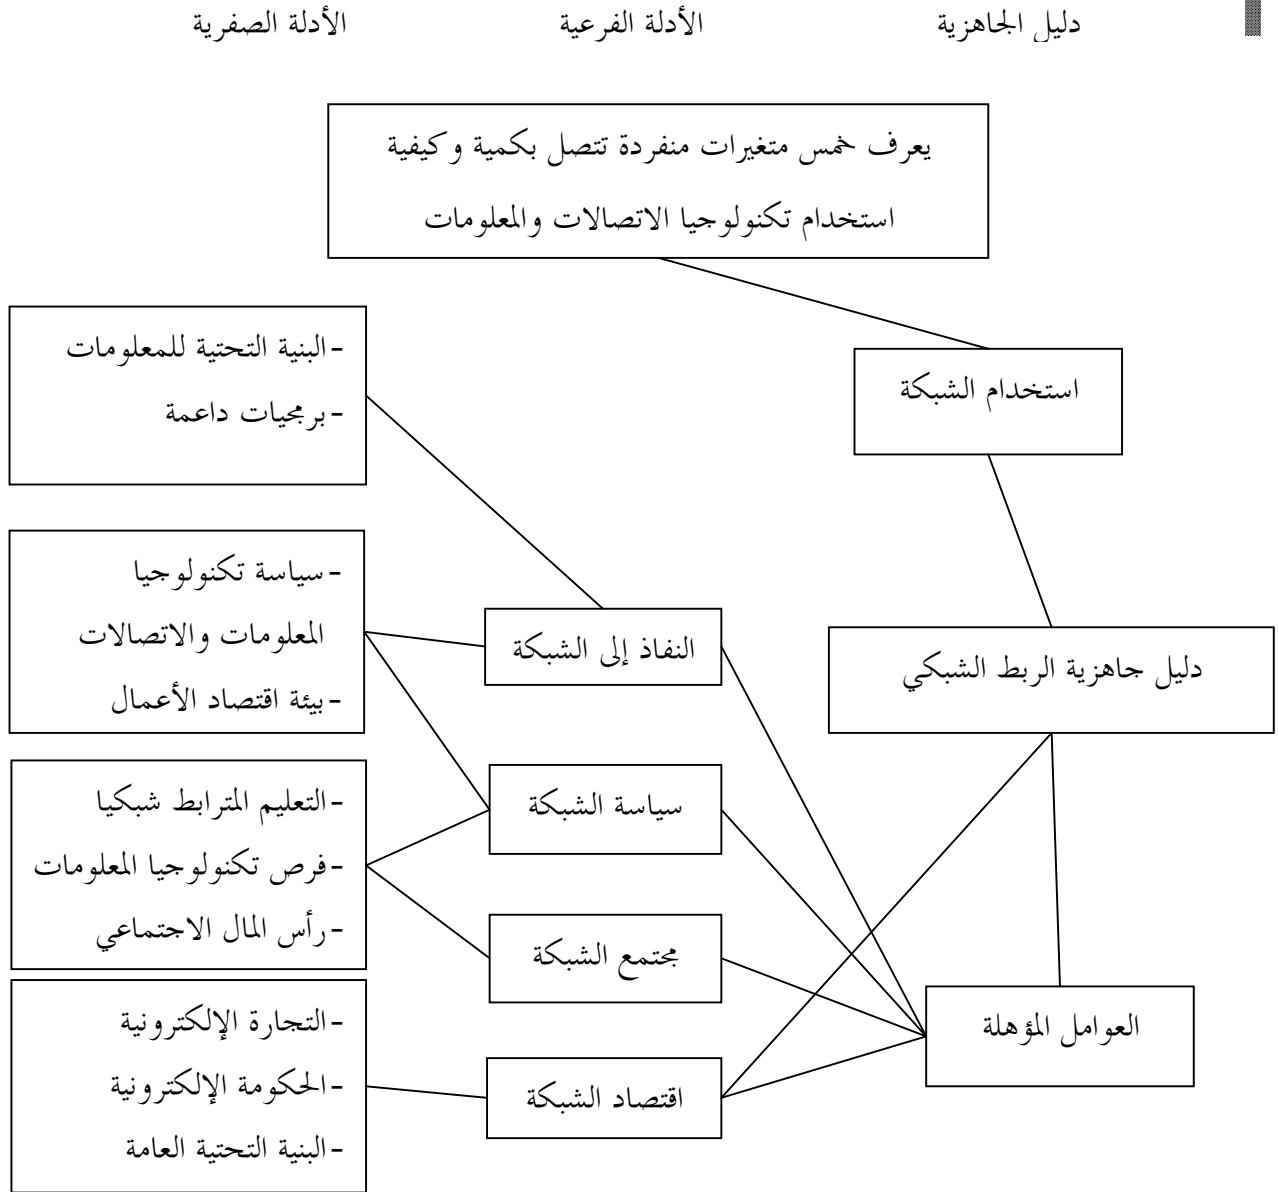 دليل الجاهزية الأدلة الفرعية الأدلة الصفرية
يعرف خمس متغيرات منفردة تتصل بكمية وكيفية
استخدام تكنولوجيا الاتصالات والمعلومات
استخدام الشبكة
دليل جاهزية الربط الشبكي
العوامل المؤهلة
النفاذ إلى الشبكة
سياسة الشبكة
مجتمع الشبكة
اقتصاد الشبكة
-البنية التحتية للمعلومات
-برمجيات داعمة
-سياسة تكنولوجيا
المعلومات والاتصالات
-بيئة اقتصاد الأعمال
-التعليم المترابط شبكيا
-فرص تكنولوجيا المعلومات
-رأس المال الاجتماعي
-التجارة الإلكترونية
-الحكومة الإلكترونية
-البنية التحتية العامة